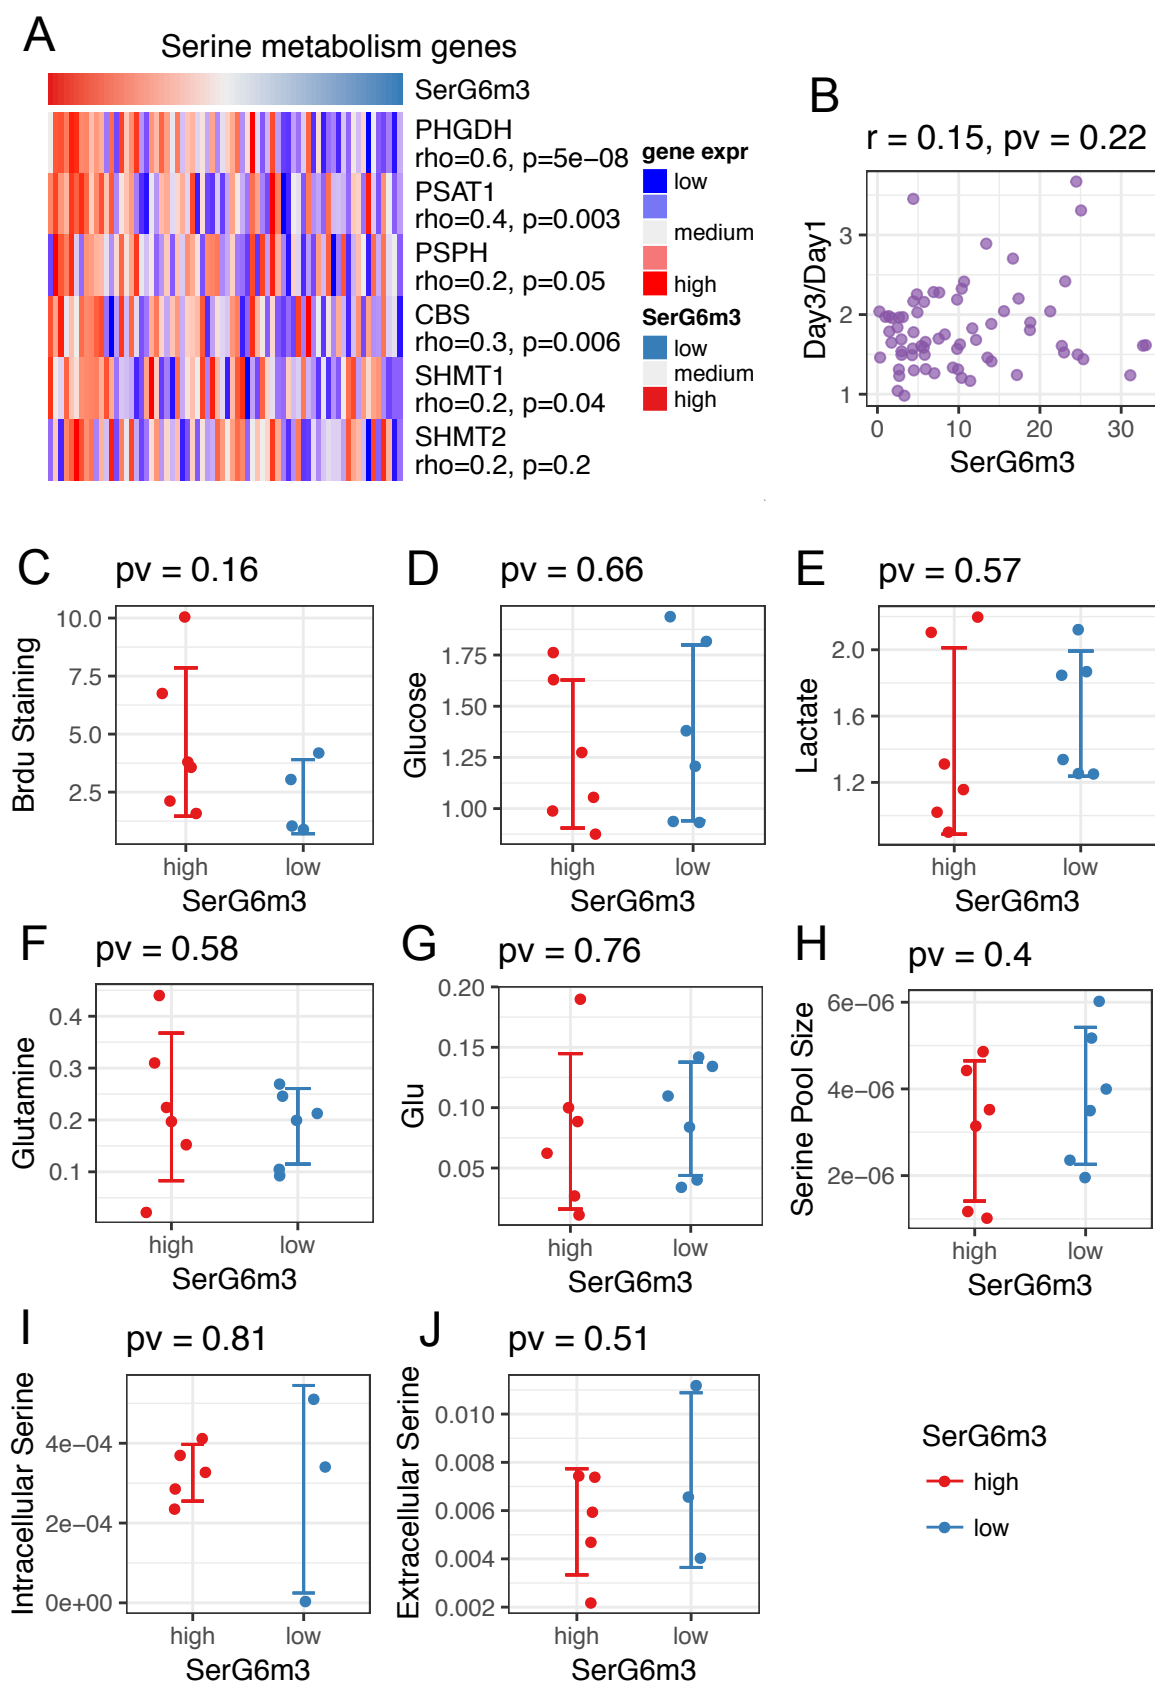 A
Serine metabolism genes
SerG6m3
PHGDH
rho=0.6, p=5e−08
PSAT1
rho=0.4, p=0.003
PSPH
rho=0.2, p=0.05
CBS
rho=0.3, p=0.006
SHMT1
rho=0.2, p=0.04
SHMT2
rho=0.2, p=0.2
gene expr
low
medium
high
SerG6m3
low
medium
high
B
r = 0.15, pv = 0.22
Day3/Day1
3
2
1
0 10 20 30
SerG6m3
C
pv = 0.16
Brdu Staining
10.0
7.5
5.0
2.5
high low
SerG6m3
D
pv = 0.66
Glucose
1.75
1.50
1.25
1.00
high low
SerG6m3
E
pv = 0.57
Lactate
2.0
1.6
1.2
high low
SerG6m3
F
pv = 0.58
Glutamine
0.4
0.3
0.2
0.1
high low
SerG6m3
G
pv = 0.76
Glu
0.20
0.15
0.10
0.05
high low
SerG6m3
H
pv = 0.4
Serine Pool Size
6e−06
4e−06
2e−06
high low
SerG6m3
I
pv = 0.81
Intracellular Serine
4e−04
2e−04
0e+00
high low
SerG6m3
J
pv = 0.51
Extracellular Serine
0.010
0.008
0.006
0.004
0.002
high low
SerG6m3
SerG6m3
high
low